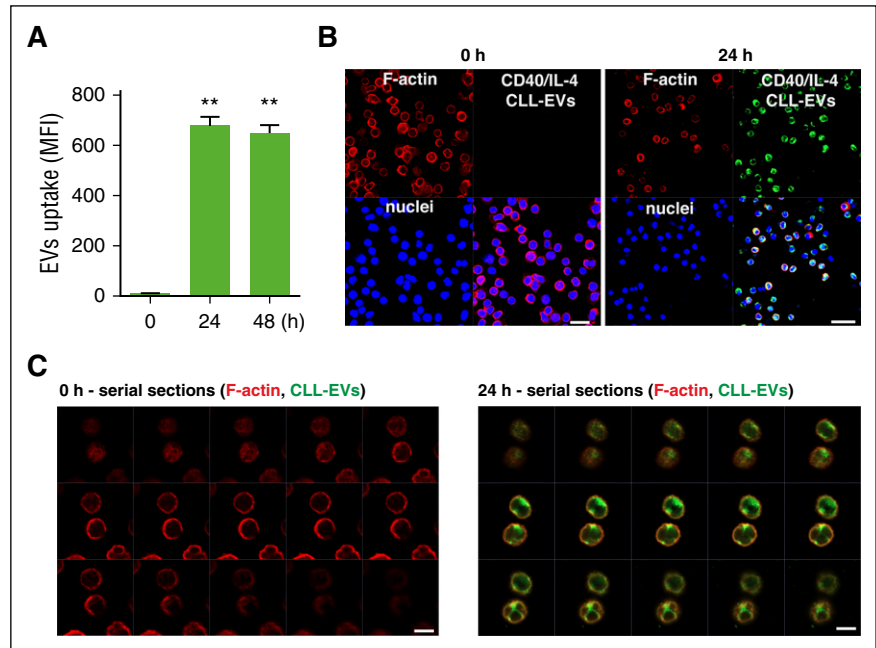 A
EVs uptake (MFI)
800
600
400
200
0
**
**
0
24
48 (h)
B
0 h
24 h
F-actin
CD40/IL-4
CLL-EVs
nuclei
F-actin
CD40/IL-4
CLL-EVs
nuclei
C
0 h - serial sections (F-actin, CLL-EVs)
24 h - serial sections (F-actin, CLL-EVs)